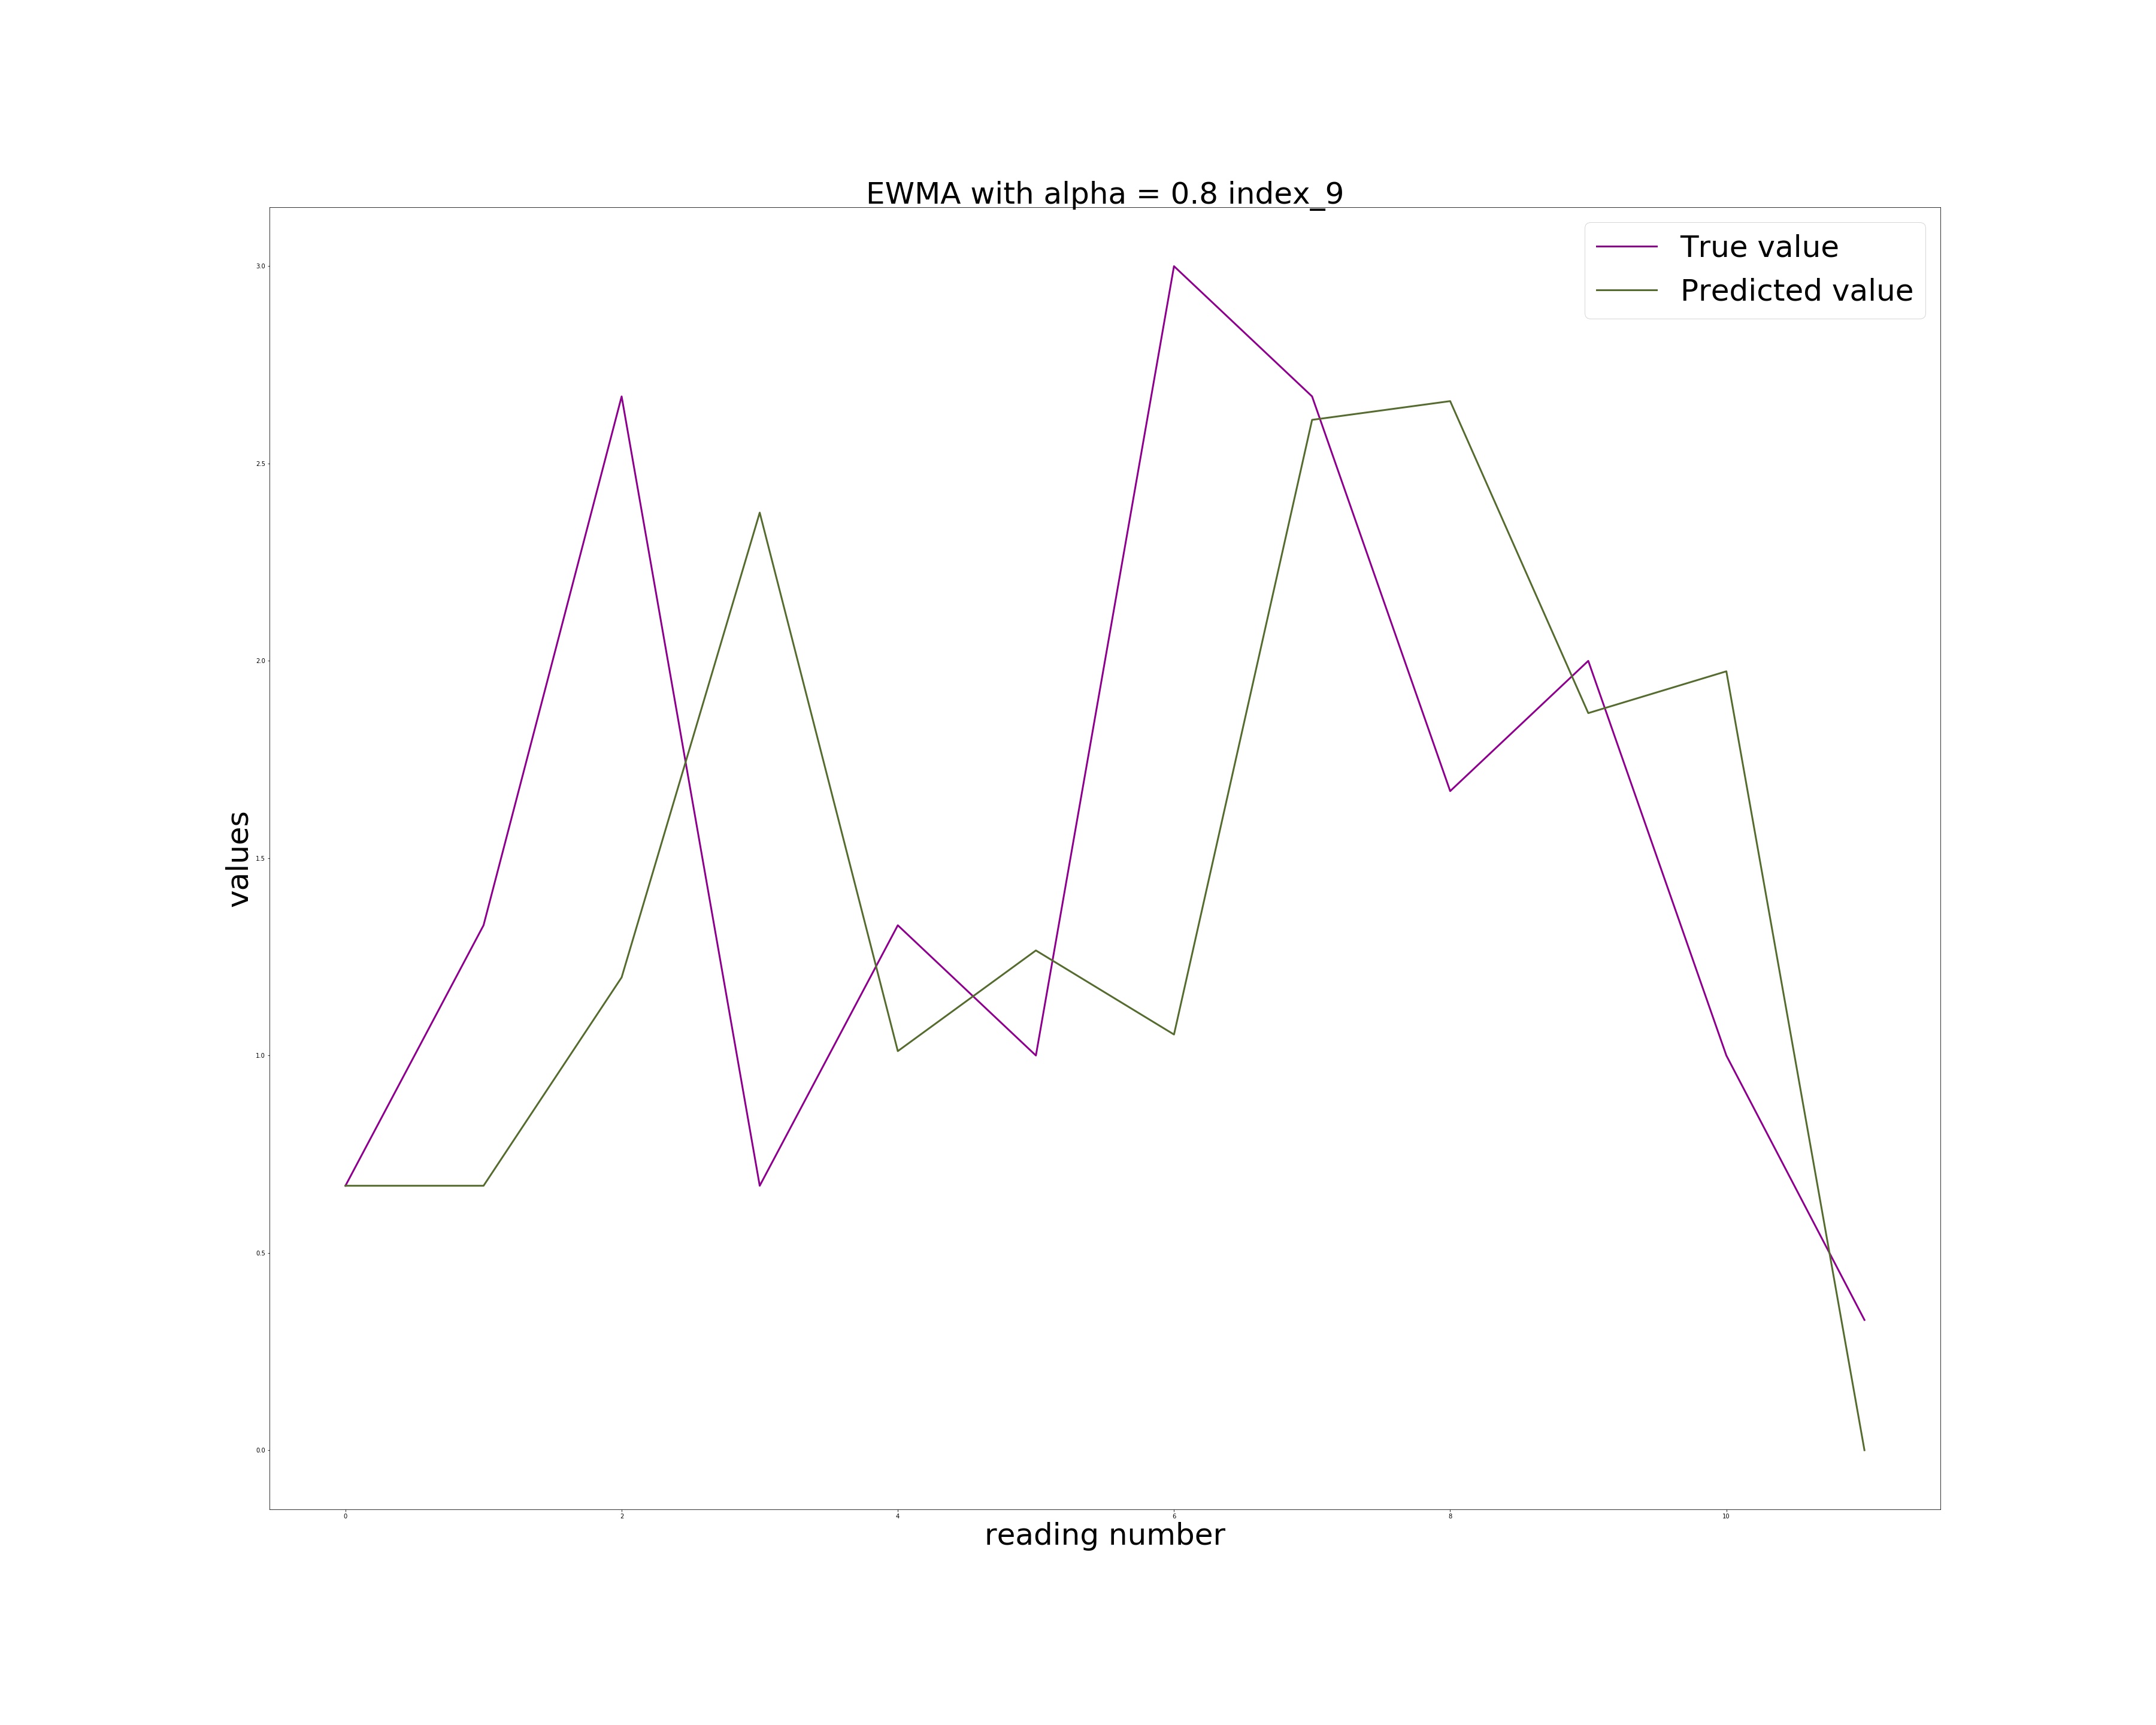 EWMA with alpha = 0.8 index_9
True value
Predicted value
3.0
2.5
2.0
1.5
1.0
0.5
0.0
values
0 2 4 6 8 10
reading number